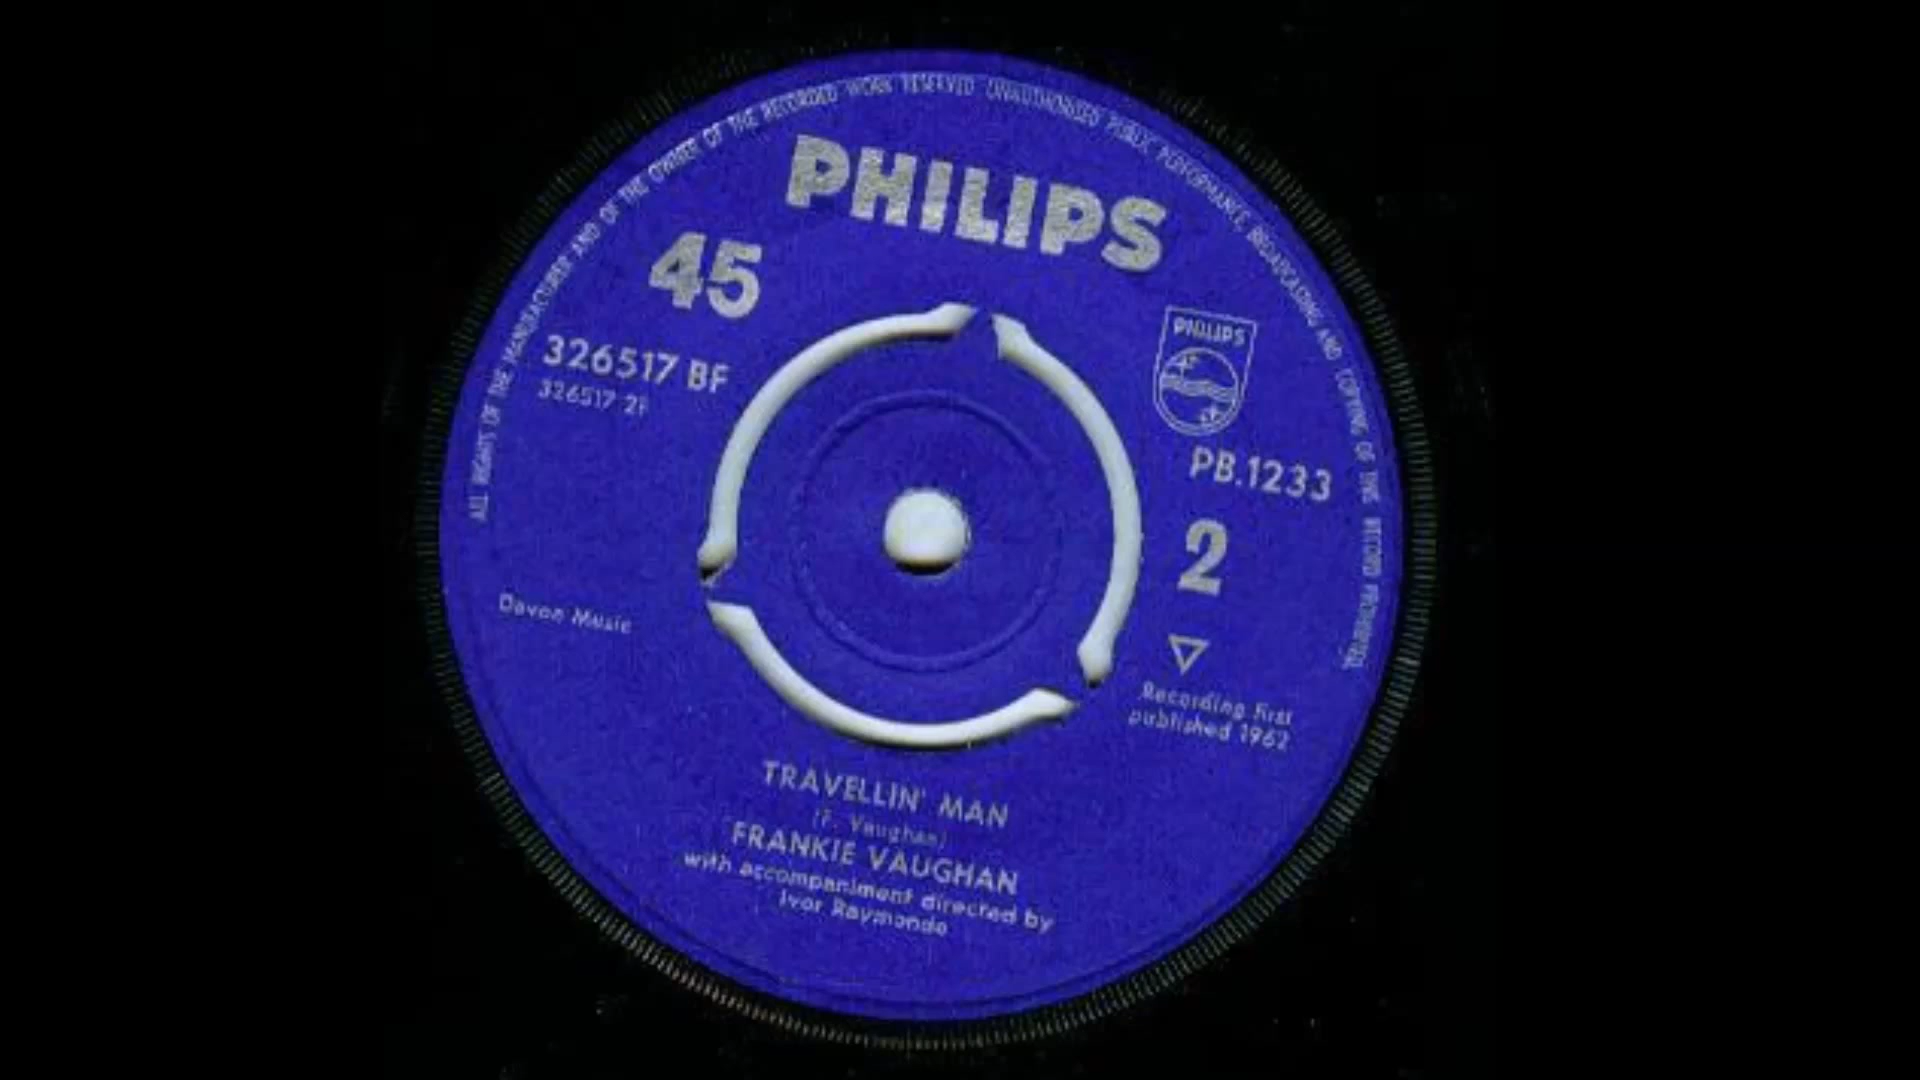 ALL RIGHTS OF THE MANUFACTURER AND OF THE OWNER OF THE RECORDED WORK RESERVED UNAUTHORISED PUBLIC PERFORMANCE, BROADCASTING AND COPYING OF THIS RECORD PROHIBITED.
PHILIPS
45
PHILIPS
326517 BF
326517 2F
PB.1233
2
Davon Music
Recording first
published 1962
TRAVELLIN' MAN
(F. Vaughan)
FRANKIE VAUGHAN
with accompaniment directed by
Ivor Raymonde